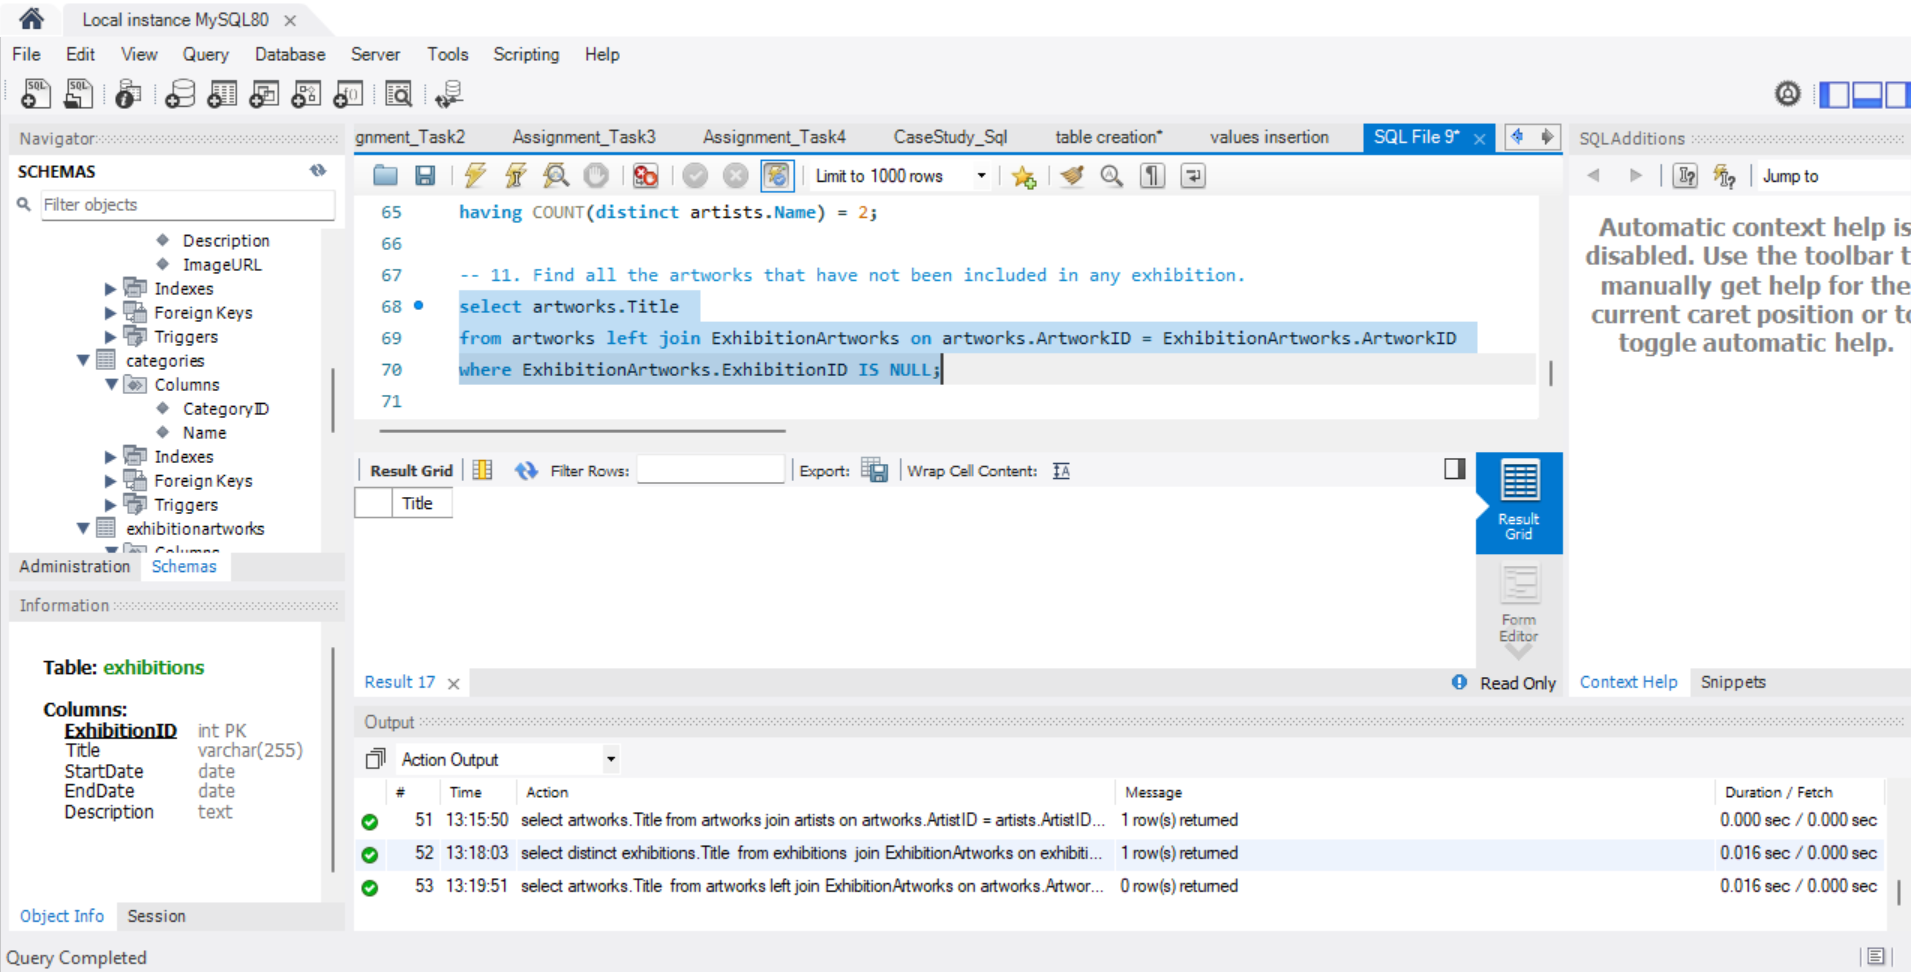 Local instance MySQL80
File Edit View Query Database Server Tools Scripting Help
Navigator
SCHEMAS
Filter objects
Description
ImageURL
Indexes
Foreign Keys
Triggers
categories
Columns
CategoryID
Name
Indexes
Foreign Keys
Triggers
exhibitionartworks
Columns
Administration Schemas
Information
Table: exhibitions
Columns:
ExhibitionID int PK
Title varchar(255)
StartDate date
EndDate date
Description text
Object Info Session
gnment_Task2 Assignment_Task3 Assignment_Task4 CaseStudy_Sql table creation* values insertion SQL File 9*
Limit to 1000 rows
65 having COUNT(distinct artists.Name) = 2;
66
67 -- 11. Find all the artworks that have not been included in any exhibition.
68 select artworks.Title
69 from artworks left join ExhibitionArtworks on artworks.ArtworkID = ExhibitionArtworks.ArtworkID
70 where ExhibitionArtworks.ExhibitionID IS NULL;
71
Result Grid Filter Rows: Export: Wrap Cell Content:
Title
Result Grid
Form Editor
Result 17
Read Only
SQLAdditions
Jump to
Automatic context help is
disabled. Use the toolbar t
manually get help for the
current caret position or to
toggle automatic help.
Context Help Snippets
Output
Action Output
# Time Action Message Duration / Fetch
51 13:15:50 select artworks.Title from artworks join artists on artworks.ArtistID = artists.ArtistID... 1 row(s) returned 0.000 sec / 0.000 sec
52 13:18:03 select distinct exhibitions.Title from exhibitions join ExhibitionArtworks on exhibiti... 1 row(s) returned 0.016 sec / 0.000 sec
53 13:19:51 select artworks.Title from artworks left join ExhibitionArtworks on artworks.Artwor... 0 row(s) returned 0.016 sec / 0.000 sec
Query Completed